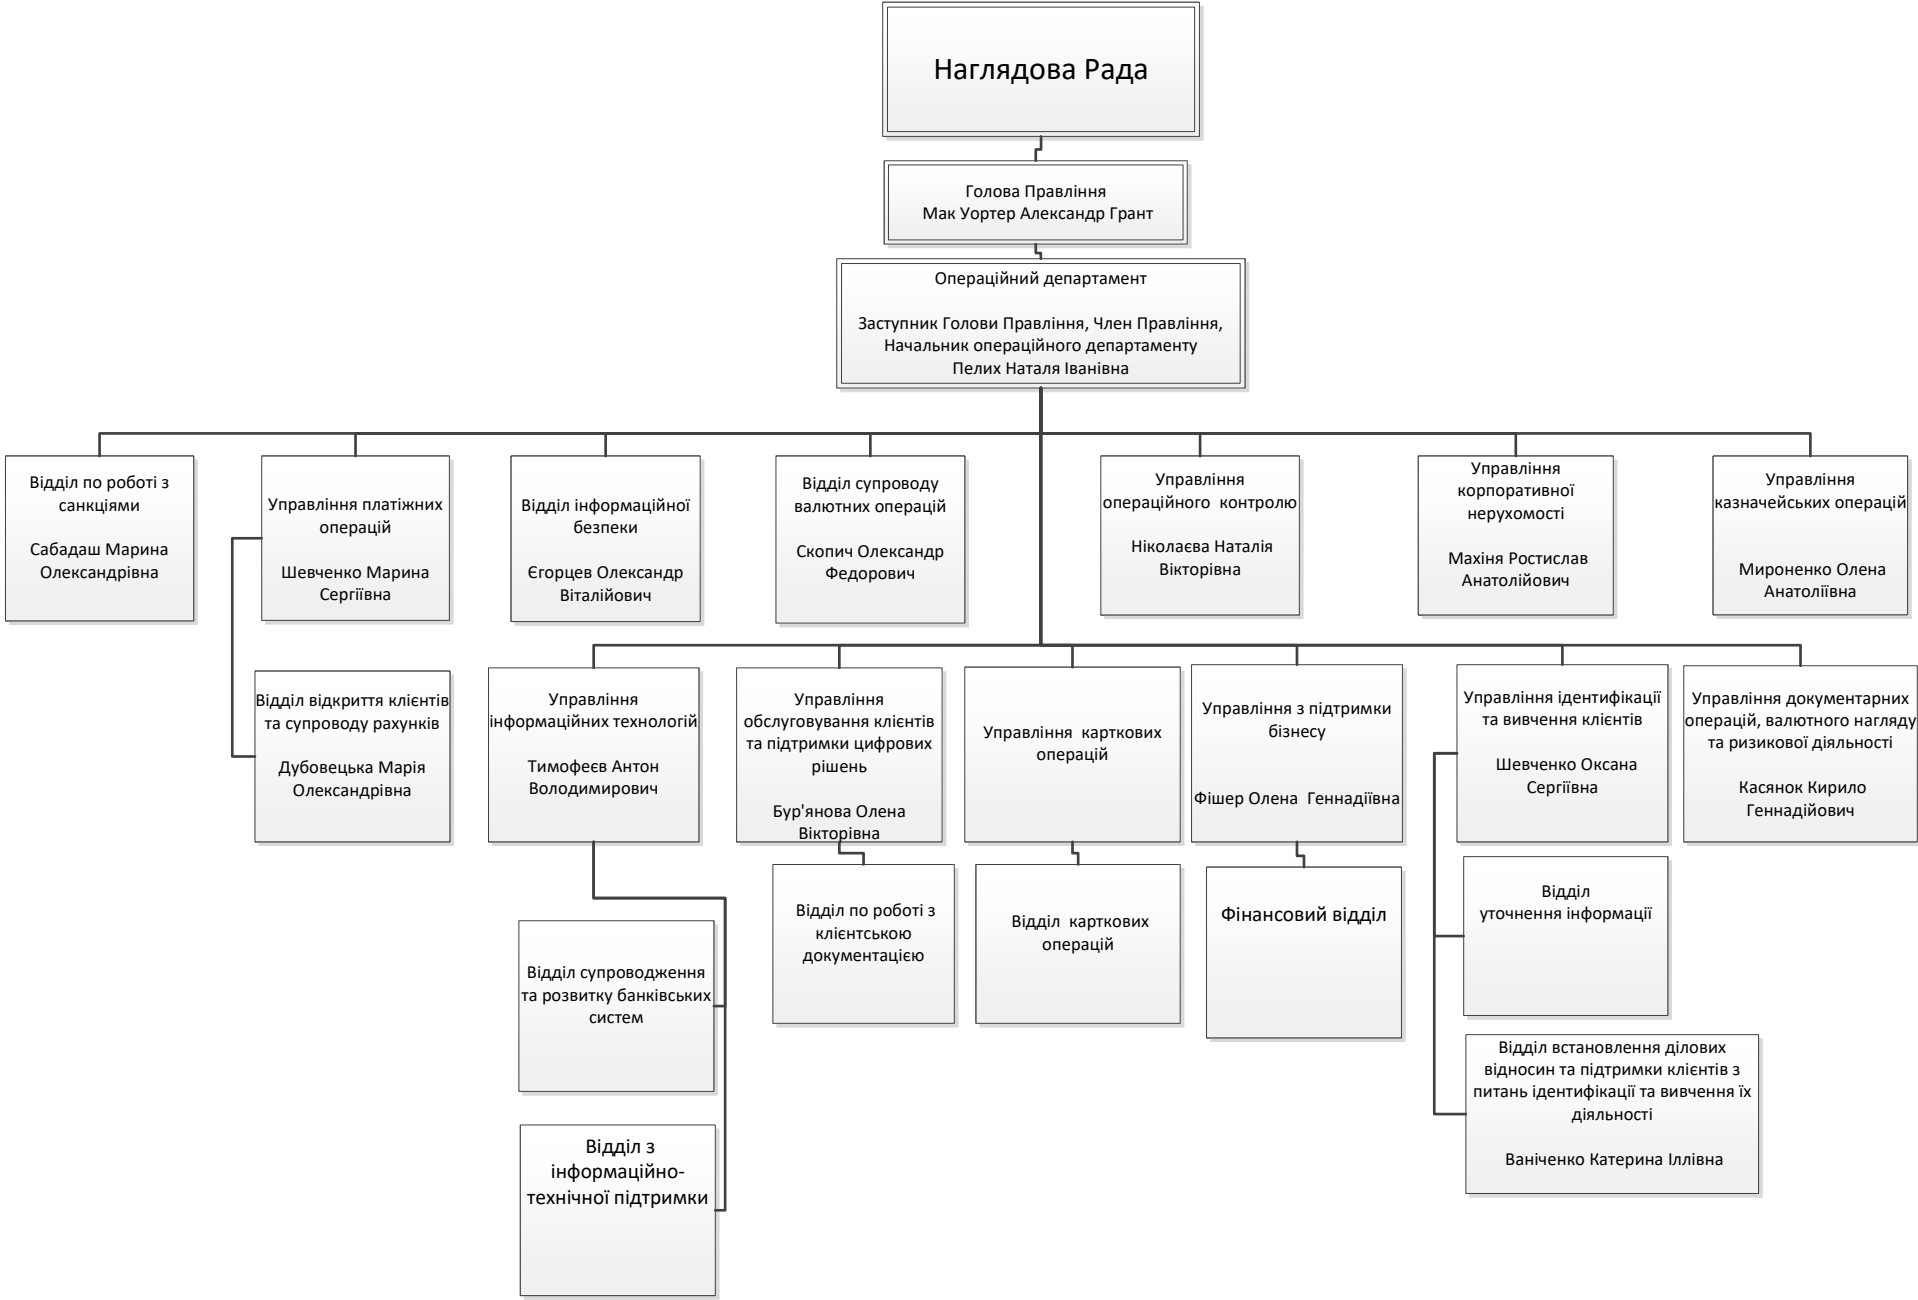 Наглядова Рада
Голова Правління
Мак Уортер Александр Грант
Операційний департамент
Заступник Голови Правління, Член Правління,
Начальник операційного департаменту
Пелих Наталя Іванівна
Відділ по роботі з
санкціями
Сабадаш Марина
Олександрівна
Управління платіжних
операцій
Шевченко Марина
Сергіївна
Відділ інформаційної
безпеки
Єгорцев Олександр
Віталійович
Відділ супроводу
валютних операцій
Скопич Олександр
Федорович
Управління
операційного контролю
Ніколаєва Наталія
Вікторівна
Управління
корпоративної
нерухомості
Махіня Ростислав
Анатолійович
Управління
казначейських операцій
Мироненко Олена
Анатоліївна
Відділ відкриття клієнтів
та супроводу рахунків
Дубовецька Марія
Олександрівна
Управління
інформаційних технологій
Тимофеєв Антон
Володимирович
Управління
обслуговування клієнтів
та підтримки цифрових
рішень
Бур'янова Олена
Вікторівна
Управління карткових
операцій
Управління з підтримки
бізнесу
Фішер Олена Геннадіївна
Управління ідентифікації
та вивчення клієнтів
Шевченко Оксана
Сергіївна
Управління документарних
операцій, валютного нагляду
та ризикової діяльності
Касянок Кирило
Геннадійович
Відділ супроводження
та розвитку банківських
систем
Відділ по роботі з
клієнтською
документацією
Відділ карткових
операцій
Фінансовий відділ
Відділ
уточнення інформації
Відділ встановлення ділових
відносин та підтримки клієнтів з
питань ідентифікації та вивчення їх
діяльності
Ваніченко Катерина Іллівна
Відділ з
інформаційно-
технічної підтримки